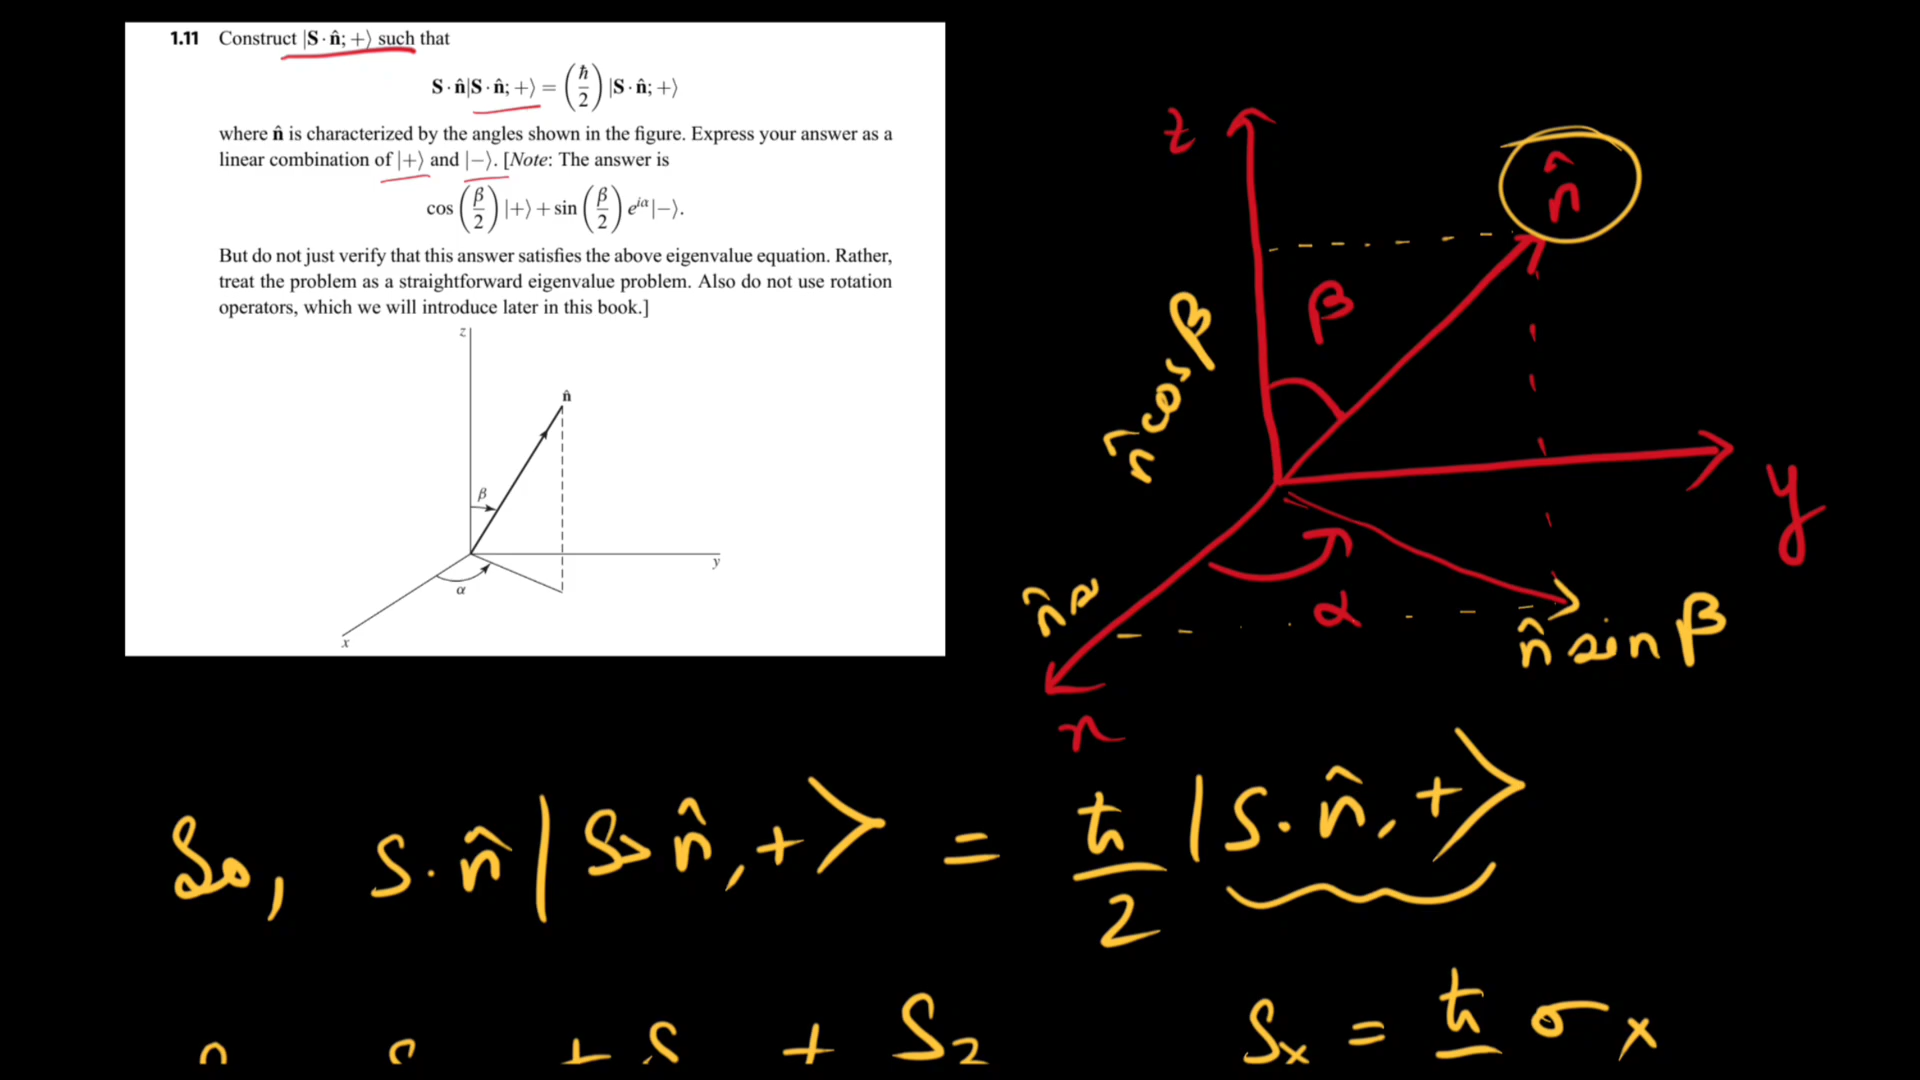 1.11 Construct |S · n̂; +⟩ such that
S · n̂|S · n̂; +⟩ = (ħ/2) |S · n̂; +⟩
where n̂ is characterized by the angles shown in the figure. Express your answer as a
linear combination of |+⟩ and |−⟩. [Note: The answer is
cos (β/2) |+⟩ + sin (β/2) e^{iα}|−⟩.
But do not just verify that this answer satisfies the above eigenvalue equation. Rather,
treat the problem as a straightforward eigenvalue problem. Also do not use rotation
operators, which we will introduce later in this book.]
z
n̂
β
y
α
x
z
n̂
β
n̂ cos β
y
α
n̂ sin β
x
So, S · n̂ | S · n̂, +⟩ = ħ/2 | S · n̂, +⟩
+ S + S_z
S_x = ħ σ_x